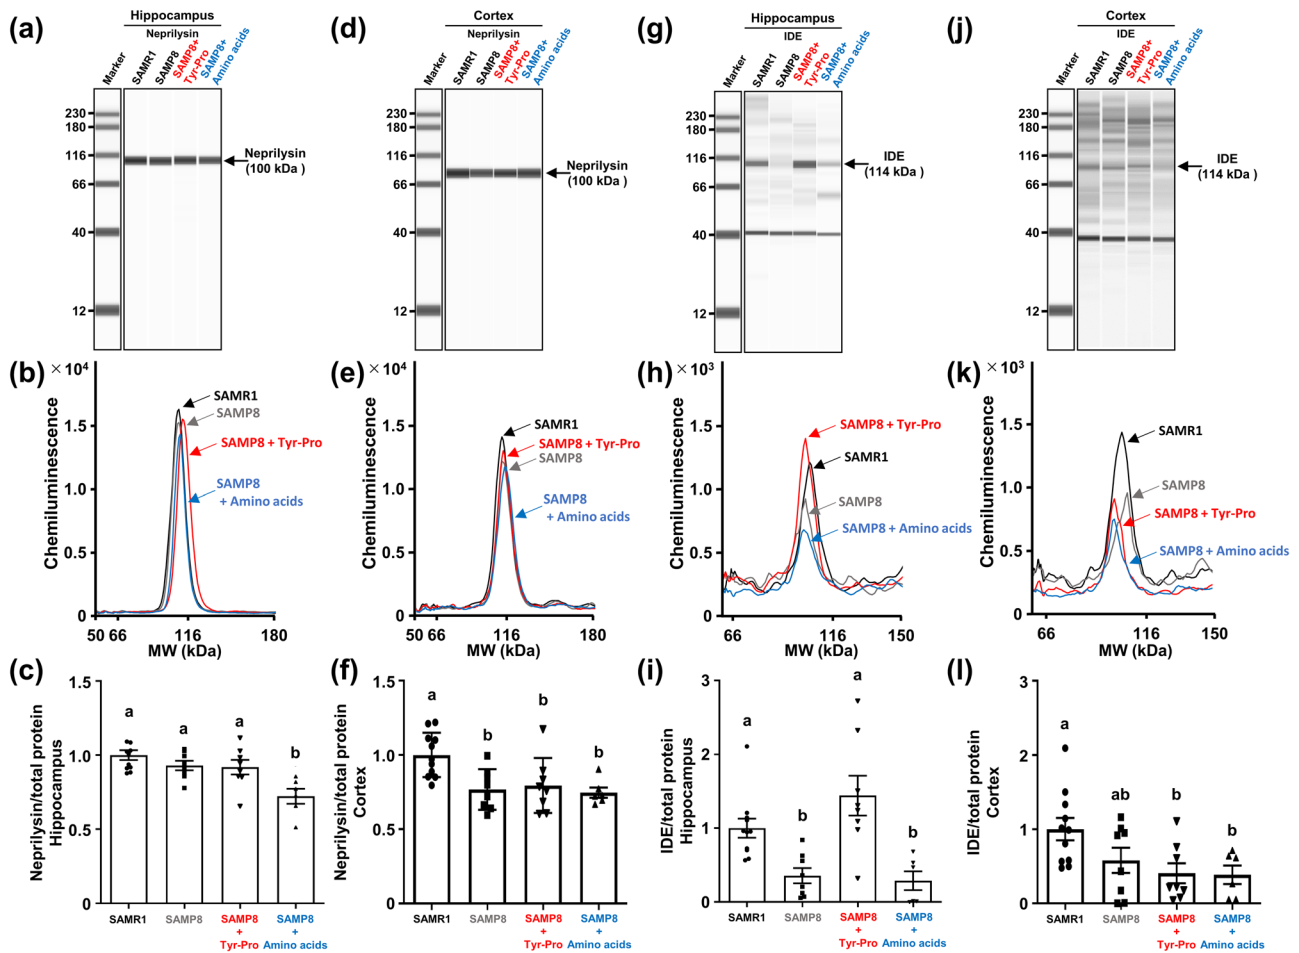 (a)
Hippocampus
Neprilysin
Marker
SAMR1
SAMP8
SAMP8+
Tyr-Pro
SAMP8+
Amino acids
230
180
116
66
40
12
Neprilysin
(100 kDa )
(d)
Cortex
Neprilysin
Marker
SAMR1
SAMP8
SAMP8+
Tyr-Pro
SAMP8+
Amino acids
230
180
116
66
40
12
Neprilysin
(100 kDa )
(g)
Hippocampus
IDE
Marker
SAMR1
SAMP8
SAMP8+
Tyr-Pro
SAMP8+
Amino acids
230
180
116
66
40
12
IDE
(114 kDa )
(j)
Cortex
IDE
Marker
SAMR1
SAMP8
SAMP8+
Tyr-Pro
SAMP8+
Amino acids
230
180
116
66
40
12
IDE
(114 kDa )
(b)
×10⁴
Chemiluminescence
1.5
1.0
0.5
0
SAMR1
SAMP8
SAMP8 + Tyr-Pro
SAMP8
+ Amino acids
50 66 116 180
MW (kDa)
(e)
×10⁴
Chemiluminescence
1.5
1.0
0.5
0
SAMR1
SAMP8 + Tyr-Pro
SAMP8
SAMP8
+ Amino acids
50 66 116 180
MW (kDa)
(h)
×10³
Chemiluminescence
1.5
1.0
0.5
0
SAMP8 + Tyr-Pro
SAMR1
SAMP8
SAMP8 + Amino acids
66 116 150
MW (kDa)
(k)
×10³
Chemiluminescence
1.5
1.0
0.5
0
SAMR1
SAMP8
SAMP8 + Tyr-Pro
SAMP8 + Amino acids
66 116 150
MW (kDa)
(c)
Neprilysin/total protein
Hippocampus
1.5
1.0
0.5
0
a
a
a
b
SAMR1
SAMP8
SAMP8
+
Tyr-Pro
SAMP8
+
Amino acids
(f)
Neprilysin/total protein
Cortex
1.5
1.0
0.5
0
a
b
b
b
SAMR1
SAMP8
SAMP8
+
Tyr-Pro
SAMP8
+
Amino acids
(i)
IDE/total protein
Hippocampus
3
2
1
0
a
b
a
b
SAMR1
SAMP8
SAMP8
+
Tyr-Pro
SAMP8
+
Amino acids
(l)
IDE/total protein
Cortex
3
2
1
0
a
ab
b
b
SAMR1
SAMP8
SAMP8
+
Tyr-Pro
SAMP8
+
Amino acids